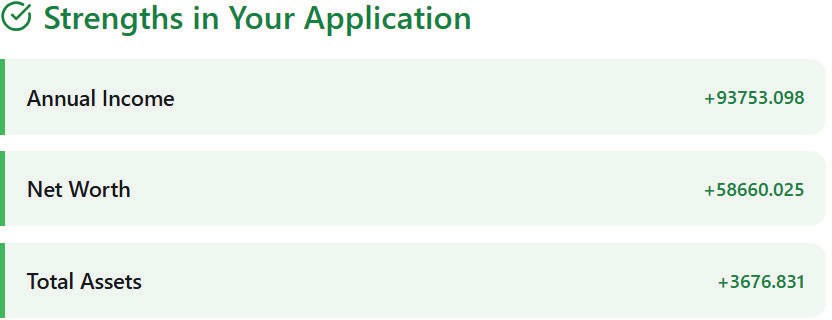 Strengths in Your Application
Annual Income +93753.098
Net Worth +58660.025
Total Assets +3676.831